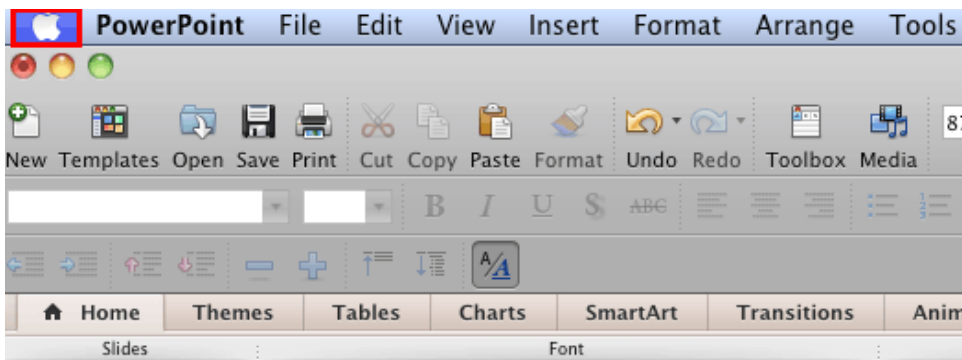 PowerPoint File Edit View Insert Format Arrange Tools
New Templates Open Save Print Cut Copy Paste Format Undo Redo Toolbox Media
B I U S ABC
A/A
Home Themes Tables Charts SmartArt Transitions Anim
Slides Font